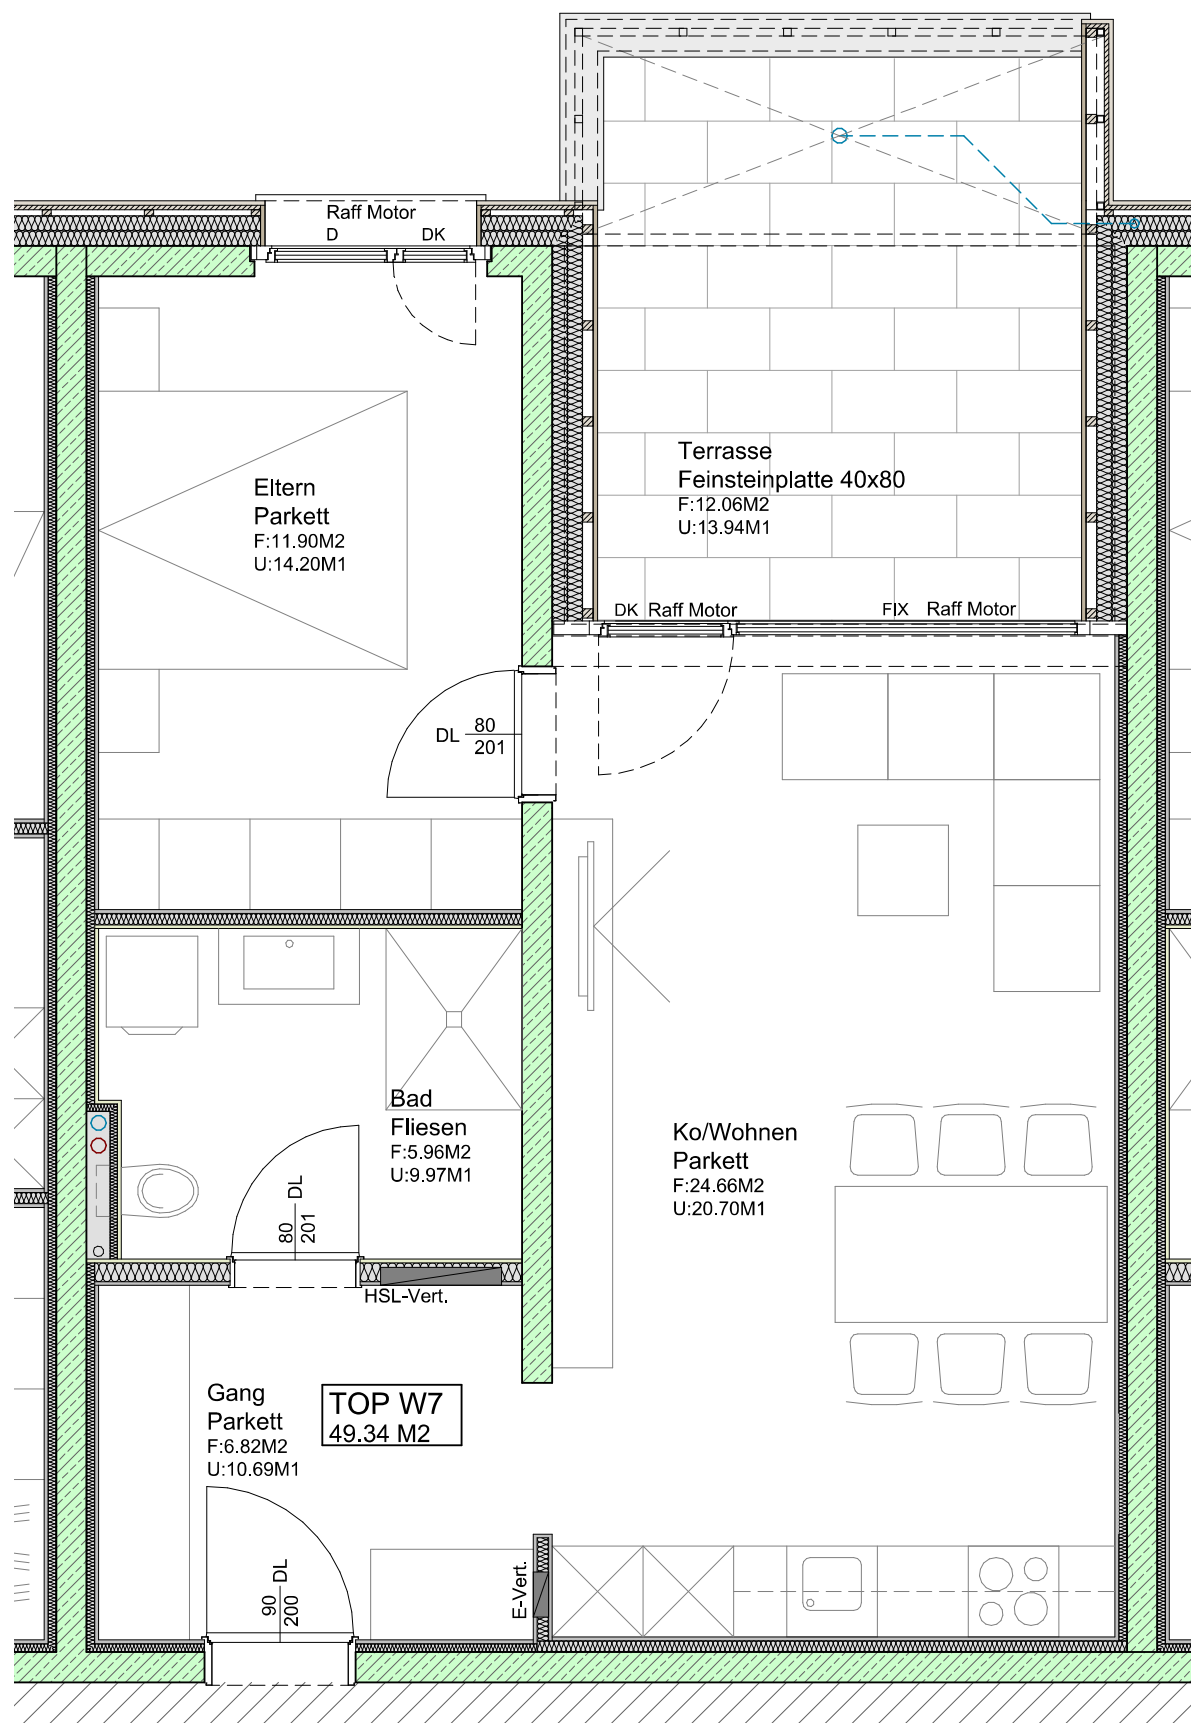 Raff Motor
D
DK
Terrasse
Feinsteinplatte 40x80
F:12.06M2
U:13.94M1
Eltern
Parkett
F:11.90M2
U:14.20M1
DK
Raff Motor
FIX
Raff Motor
DL
80
201
Bad
Fliesen
F:5.96M2
U:9.97M1
Ko/Wohnen
Parkett
F:24.66M2
U:20.70M1
80
201
DL
HSL-Vert.
Gang
Parkett
F:6.82M2
U:10.69M1
TOP W7
49.34 M2
90
200
DL
E-Vert.